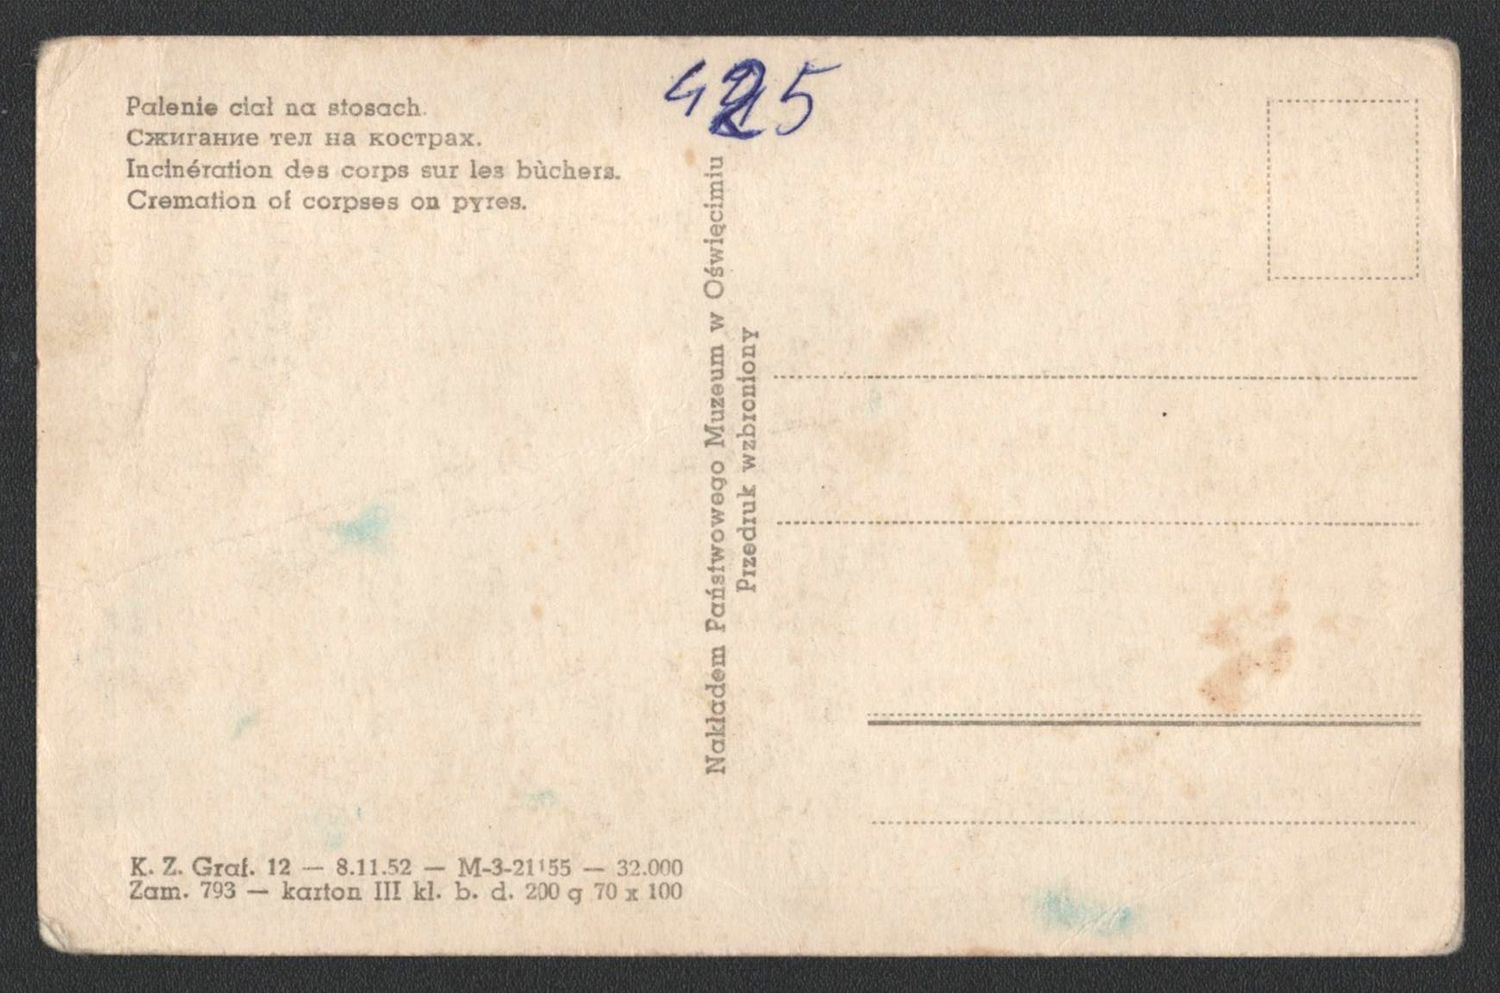 Palenie ciał na stosach.
Сжигание тел на кострах.
Incinération des corps sur les bùchers.
Cremation of corpses on pyres.
Nakładem Państwowego Muzeum w Oświęcimiu
Przedruk wzbroniony
K. Z. Graf. 12 — 8.11.52 — M-3-21155 — 32.000
Zam. 793 — karton III kl. b. d. 200 g 70 x 100